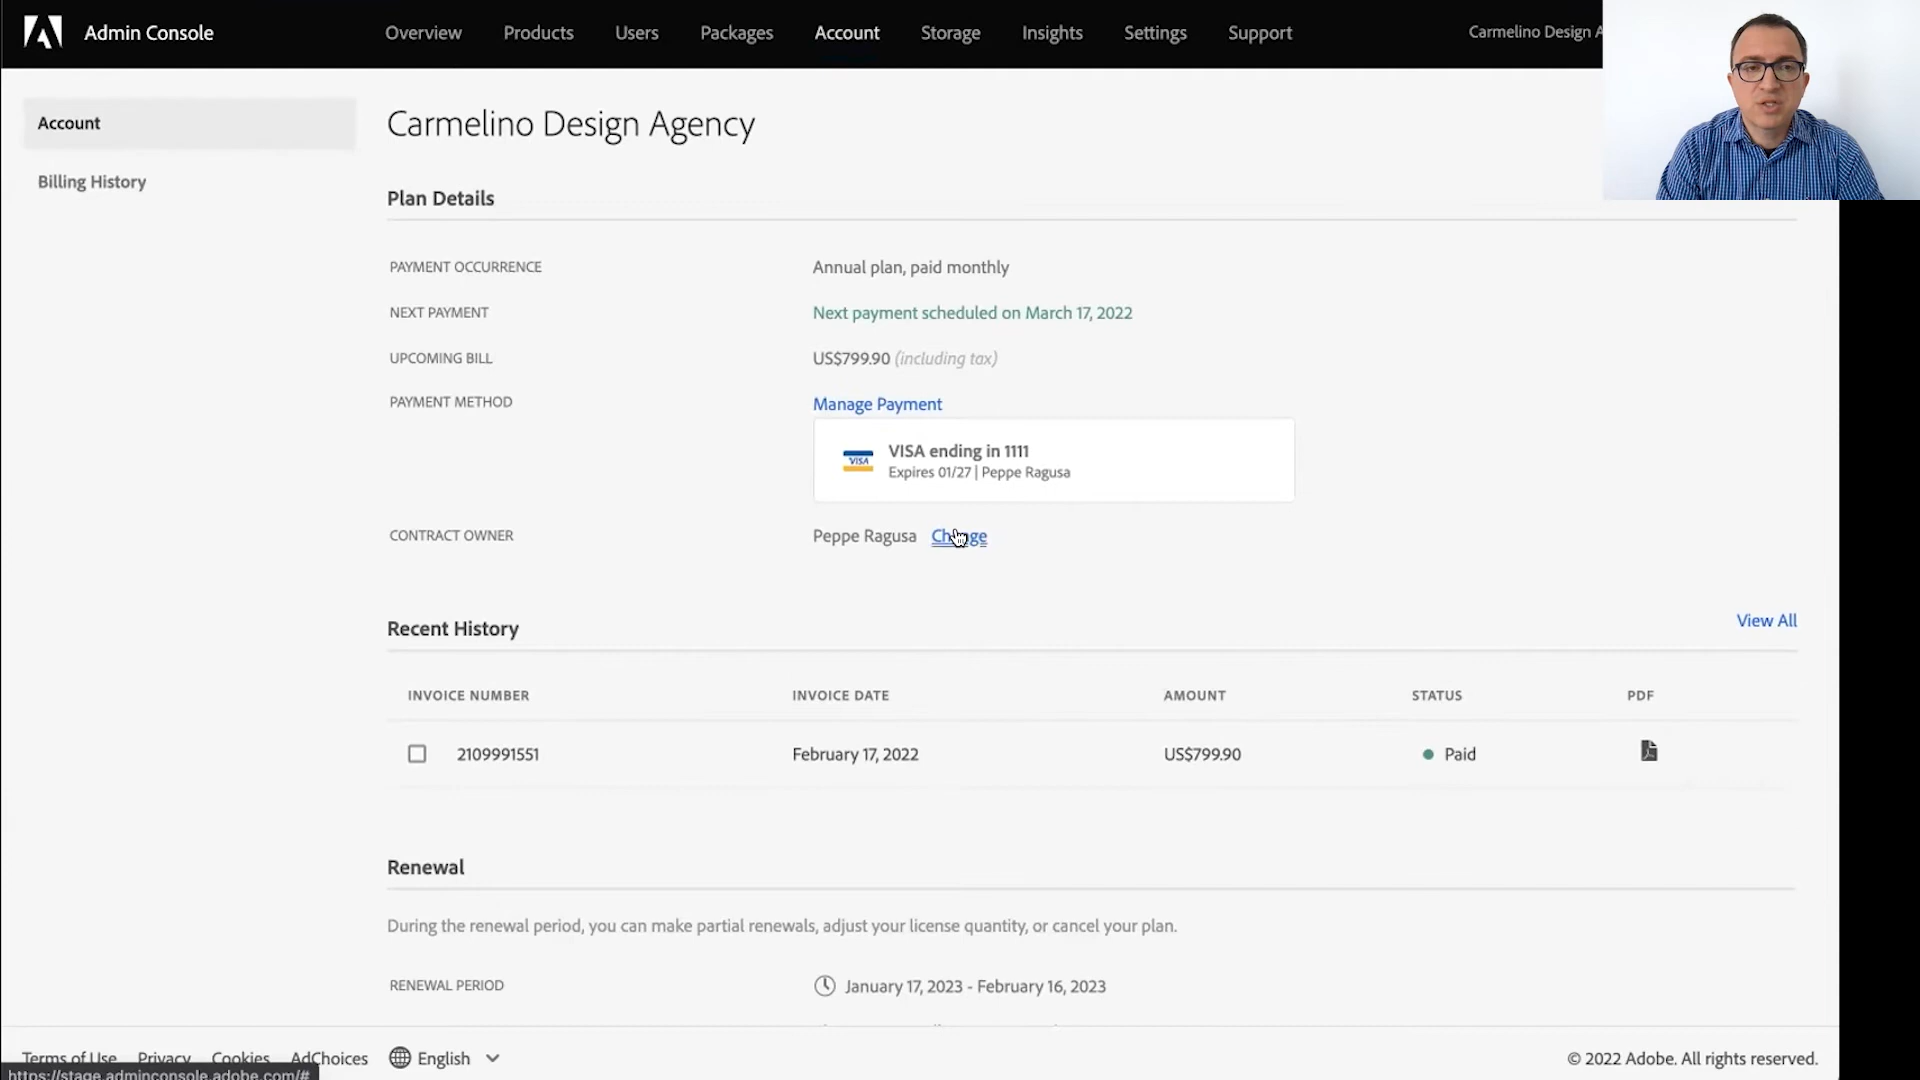 Admin Console
Overview Products Users Packages Account Storage Insights Settings Support Carmelino Design A
Account
Billing History
Carmelino Design Agency
Plan Details
PAYMENT OCCURRENCE Annual plan, paid monthly
NEXT PAYMENT Next payment scheduled on March 17, 2022
UPCOMING BILL US$799.90 (including tax)
PAYMENT METHOD Manage Payment
VISA VISA ending in 1111
Expires 01/27 | Peppe Ragusa
CONTRACT OWNER Peppe Ragusa Change
Recent History View All
INVOICE NUMBER INVOICE DATE AMOUNT STATUS PDF
2109991551 February 17, 2022 US$799.90 Paid
Renewal
During the renewal period, you can make partial renewals, adjust your license quantity, or cancel your plan.
RENEWAL PERIOD January 17, 2023 - February 16, 2023
Terms of Use Privacy Cookies AdChoices English © 2022 Adobe. All rights reserved.
https://stage.adminconsole.adobe.com/#